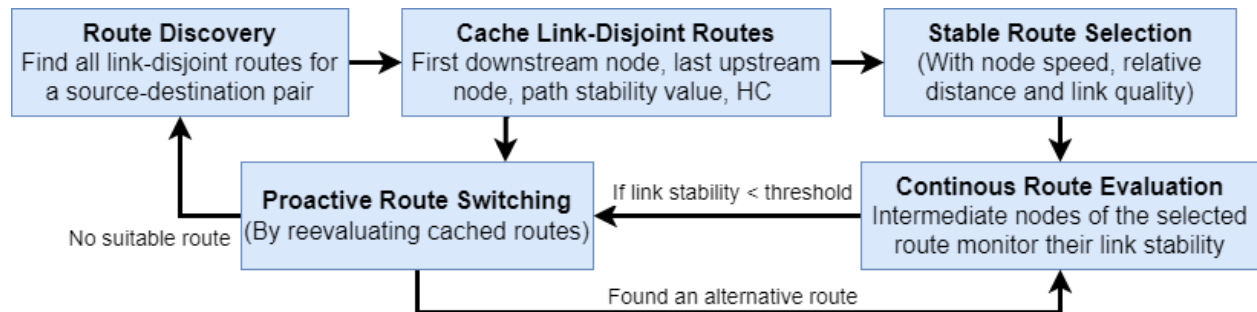 Route Discovery
Find all link-disjoint routes for
a source-destination pair
Cache Link-Disjoint Routes
First downstream node, last upstream
node, path stability value, HC
Stable Route Selection
(With node speed, relative
distance and link quality)
Proactive Route Switching
(By reevaluating cached routes)
If link stability < threshold
Continous Route Evaluation
Intermediate nodes of the selected
route monitor their link stability
No suitable route
Found an alternative route